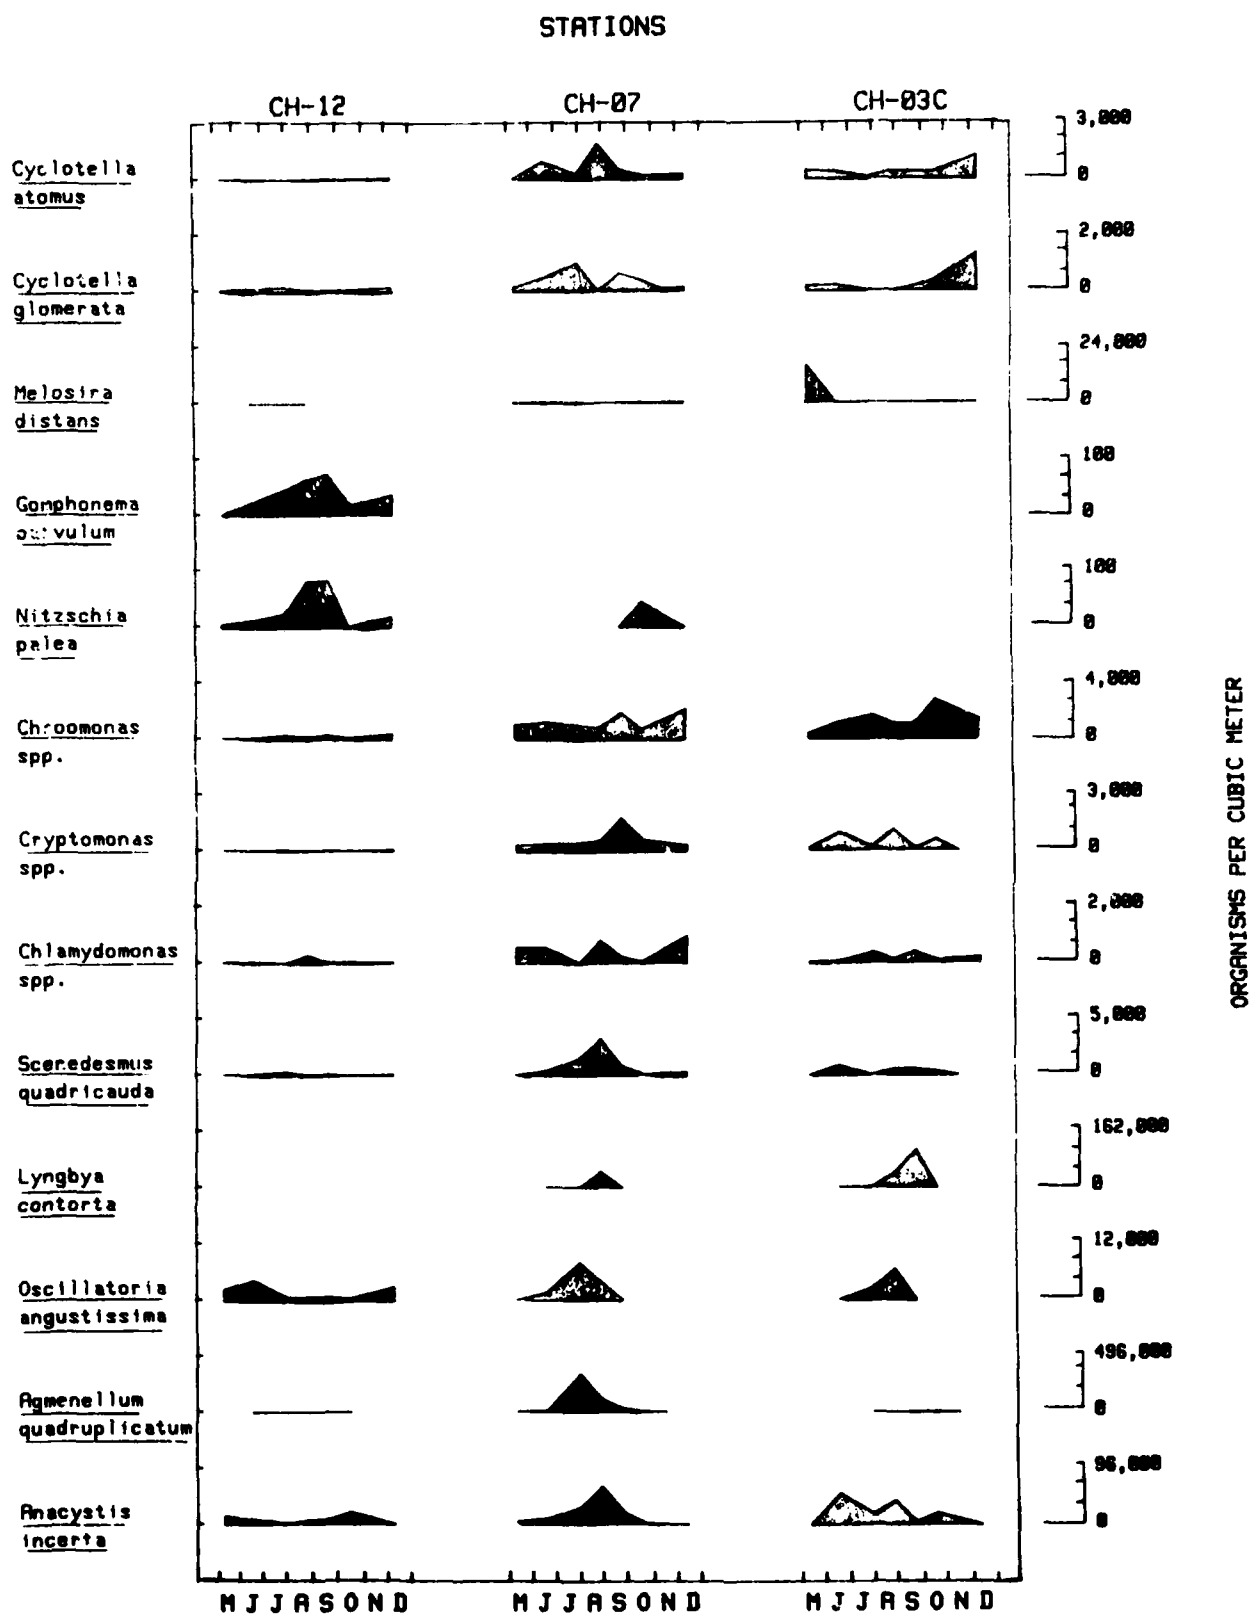 STATIONS
CH-12 CH-07 CH-03C
3,000
Cyclotella
0
atomus
2,000
Cyclotella
0
glomerata
24,000
Melosira
0
distans
100
Gomphonema
0
100
Nitzschia
0
palea
4,000
Chroomonas
0
spp.
3,000
Cryptomonas
0
spp.
2,000
Chlamydomonas
0
spp.
5,000
Scenedesmus
0
quadricauda
162,000
Lyngbya
0
contorta
12,000
Oscillatoria
0
angustissima
496,000
Agmenellum
0
quadruplicatum
96,000
Anacystis
0
incerta
M J J A S O N D M J J A S O N D M J J A S O N D
ORGANISMS PER CUBIC METER